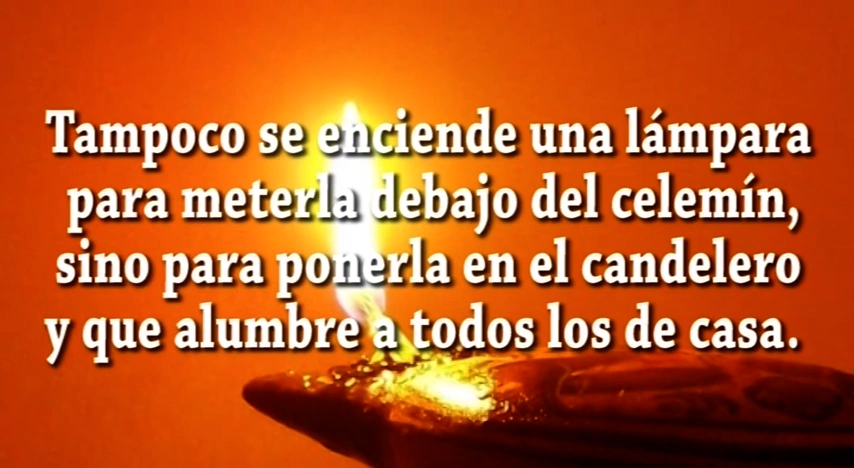 Tampoco se enciende una lámpara
para meterla debajo del celemín,
sino para ponerla en el candelero
y que alumbre a todos los de casa.